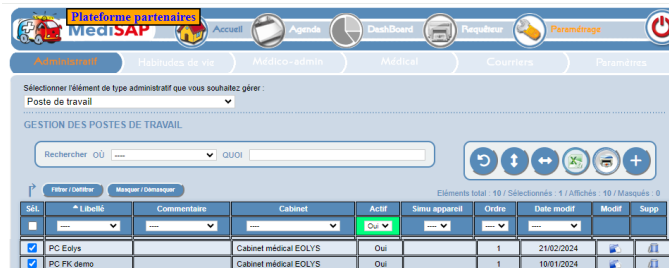 Plateforme partenaires
MediSAP
Accueil
Agenda
DashBoard
Requêteur
Paramétrage
Administratif
Habitudes de vie
Médico-admin
Médical
Courriers
Paramètres
Sélectionner l'élément de type administratif que vous souhaitez gérer :
Poste de travail
GESTION DES POSTES DE TRAVAIL
Rechercher OÙ ---- QUOI
Filtrer / Défiltrer Masquer / Démasquer
Eléments total : 10 / Sélectionnés : 1 / Affichés : 10 / Masqués : 0
Sél. Libellé Commentaire Cabinet Actif Simu appareil Ordre Date modif Modif Supp
---- ---- ---- Oui ---- ---- ----
PC Eolys Cabinet médical EOLYS Oui 1 21/02/2024
PC FK demo Cabinet médical EOLYS Oui 1 10/01/2024